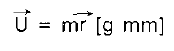 U⃗ = mr⃗ [g mm]